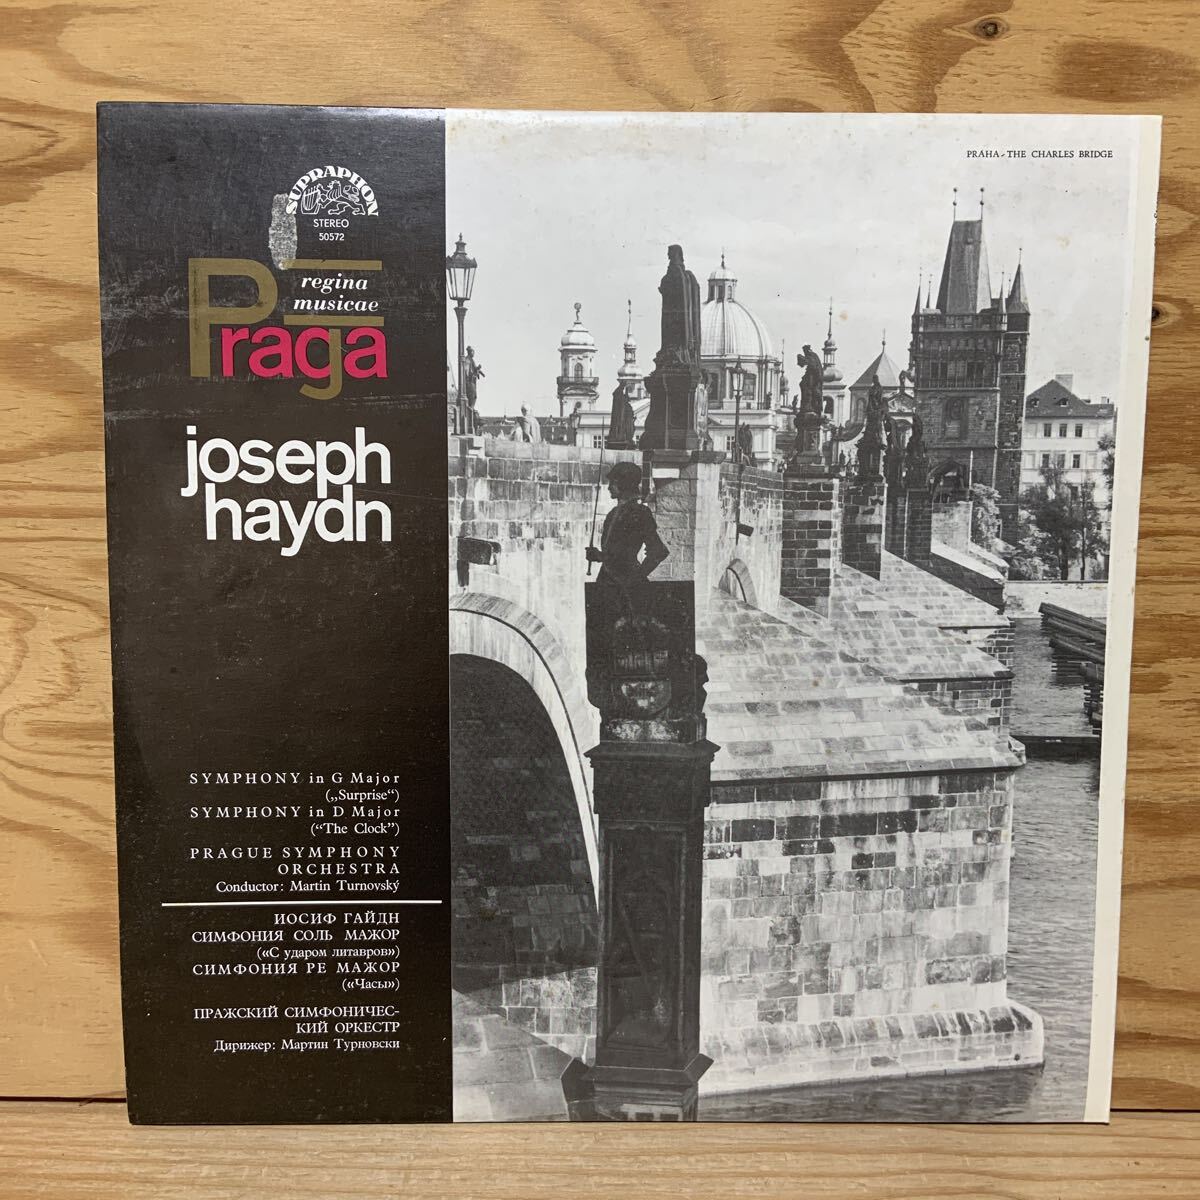 SUPRAPHON
STEREO
50572
regina
musicae
Praga
joseph
haydn
SYMPHONY in G Major
(„Surprise“)
SYMPHONY in D Major
(“The Clock”)
PRAGUE SYMPHONY
ORCHESTRA
Conductor: Martin Turnovský
ИОСИФ ГАЙДН
СИМФОНИЯ СОЛЬ МАЖОР
(«С ударом литавров»)
СИМФОНИЯ РЕ МАЖОР
(«Часы»)
ПРАЖСКИЙ СИМФОНИЧЕС-
КИЙ ОРКЕСТР
Дирижер: Мартин Турновски
PRAHA - THE CHARLES BRIDGE